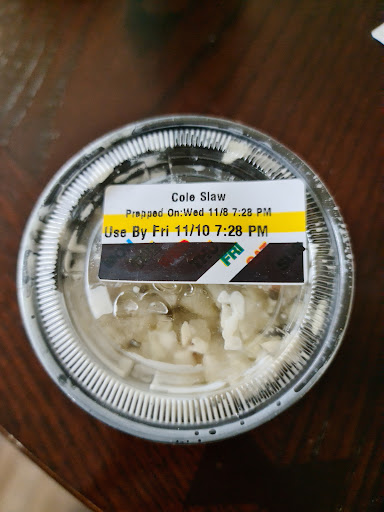 Cole Slaw
Prepped On:Wed 11/8 7:28 PM
Use By Fri 11/10 7:28 PM
FRI
SAT